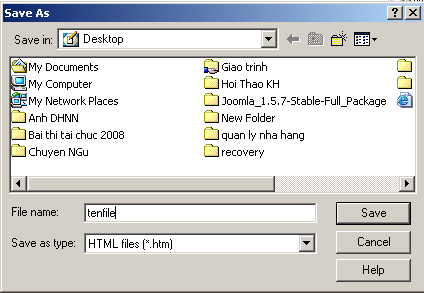 Save As
Save in:
Desktop
My Documents
My Computer
My Network Places
Anh DHNN
Bai thi tai chuc 2008
Chuyen NGu
Giao trinh
Hoi Thao KH
Joomla_1.5.7-Stable-Full_Package
New Folder
quan ly nha hang
recovery
File name:
tenfile
Save
Save as type:
HTML files (*.htm)
Cancel
Help